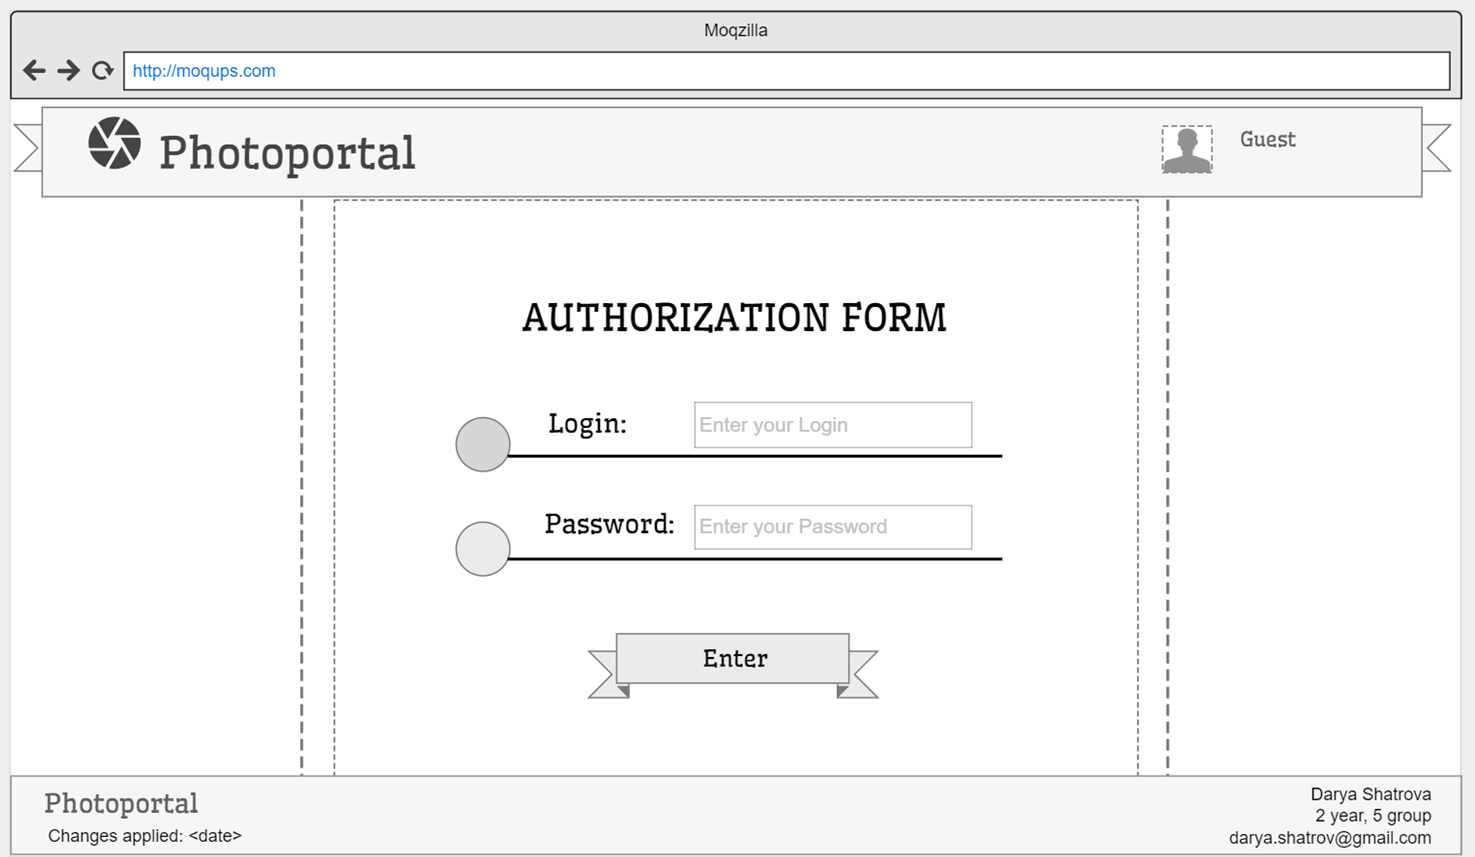 Moqzilla
http://moqups.com
Photoportal
Guest
AUTHORIZATION FORM
Login:
Enter your Login
Password:
Enter your Password
Enter
Photoportal
Changes applied: <date>
Darya Shatrova
2 year, 5 group
darya.shatrov@gmail.com